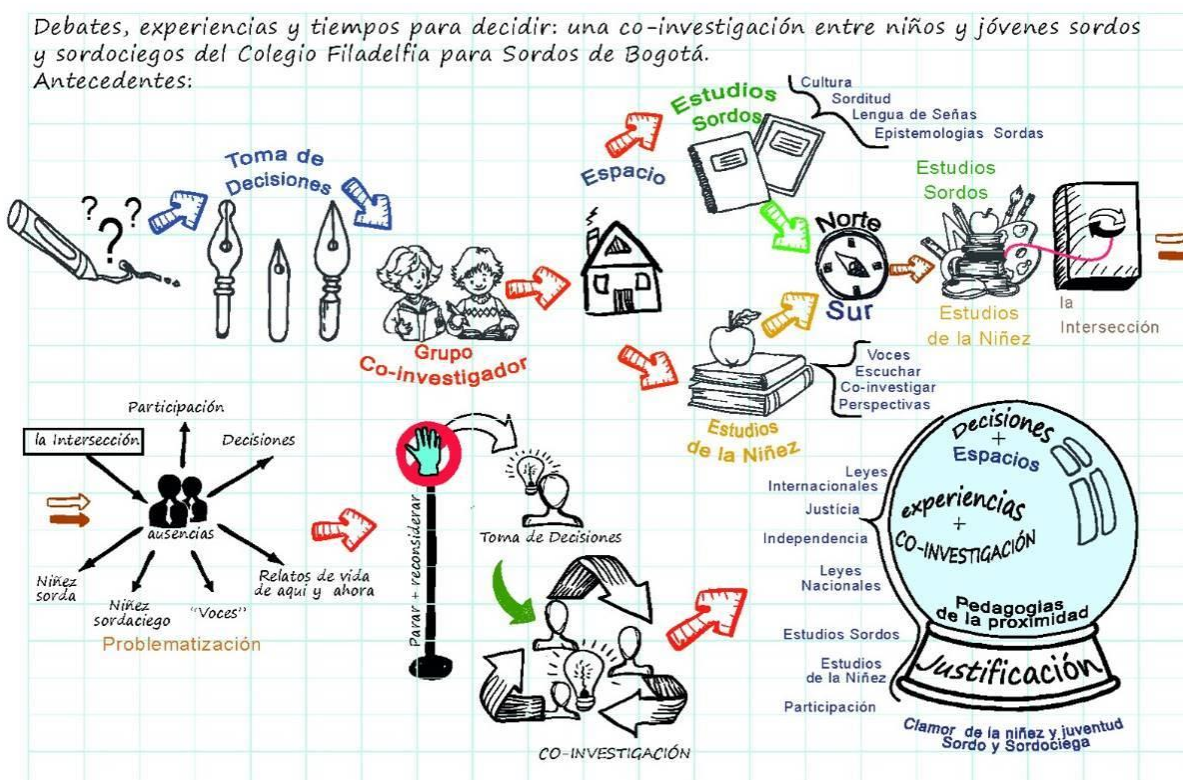 Debates, experiencias y tiempos para decidir: una co-investigación entre niños y jóvenes sordos
y sordociegos del Colegio Filadelfia para Sordos de Bogotá.
Antecedentes:
? ? ?
Toma de
Decisiones
Grupo
Co-investigador
Espacio
Estudios
Sordos
Cultura
Sorditud
Lengua de Señas
Epistemologias Sordas
Norte
Sur
Estudios
de la Niñez
Voces
Escuchar
Co-investigar
Perspectivas
Estudios
Sordos
Estudios
de la Niñez
la
Intersección
la Intersección
Participación
Decisiones
ausencias
Niñez
sorda
Niñez
sordaciego
"Voces"
Relatos de vida
de aquí y ahora
Problematización
Parar + reconsiderar
Toma de Decisiones
CO-INVESTIGACIÓN
Leyes
Internacionales
Justicia
Independencia
Leyes
Nacionales
Estudios Sordos
Estudios
de la Niñez
Participación
Decisiones
+
Espacios
experiencias
+
CO-INVESTIGACIÓN
Pedagogías
de la proximidad
Justificación
Clamor de la niñez y juventud
Sordo y Sordociega